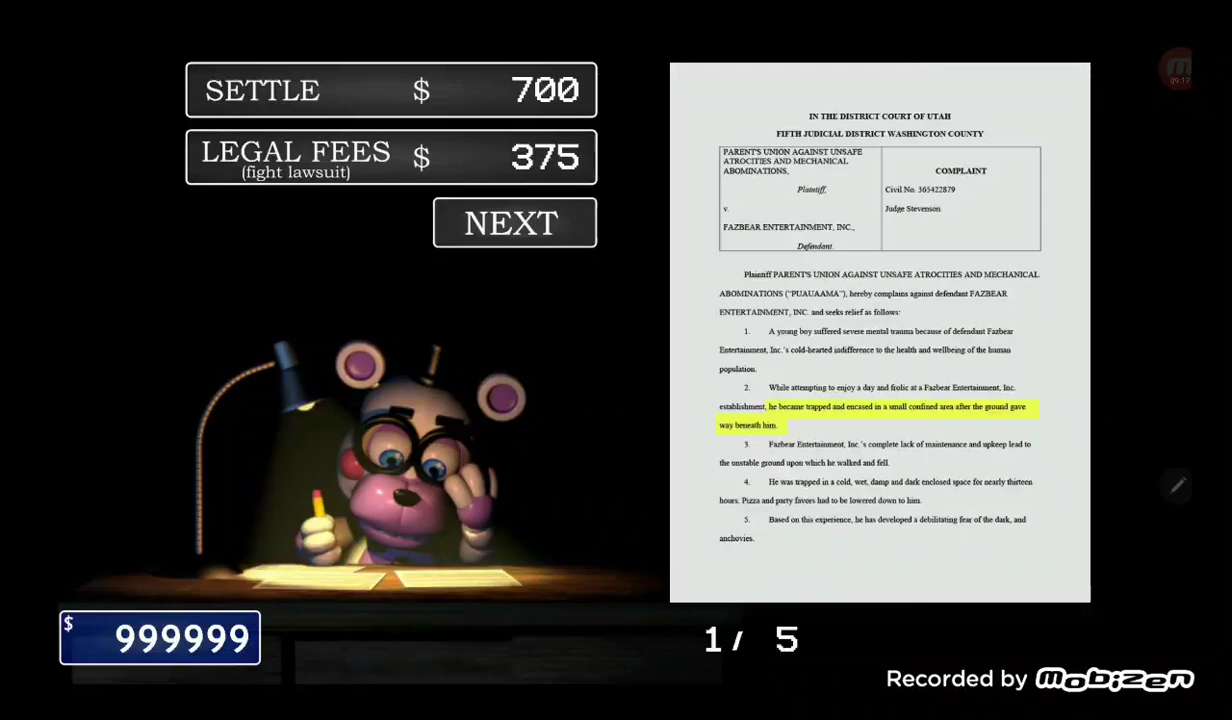 SETTLE $ 700
LEGAL FEES $ 375
(fight lawsuit)
NEXT
09:17
IN THE DISTRICT COURT OF UTAH
FIFTH JUDICIAL DISTRICT WASHINGTON COUNTY
PARENT'S UNION AGAINST UNSAFE
ATROCITIES AND MECHANICAL
ABOMINATIONS,
Plaintiff,
v.
FAZBEAR ENTERTAINMENT, INC.,
Defendant.
COMPLAINT
Civil No. 365422879
Judge Stevenson
Plaintiff PARENT'S UNION AGAINST UNSAFE ATROCITIES AND MECHANICAL
ABOMINATIONS ("PUAUAAMA"), hereby complains against defendant FAZBEAR
ENTERTAINMENT, INC. and seeks relief as follows:
1. A young boy suffered severe mental trauma because of defendant Fazbear
Entertainment, Inc.'s cold-hearted indifference to the health and wellbeing of the human
population.
2. While attempting to enjoy a day and frolic at a Fazbear Entertainment, Inc.
establishment, he became trapped and encased in a small confined area after the ground gave
way beneath him.
3. Fazbear Entertainment, Inc.'s complete lack of maintenance and upkeep lead to
the unstable ground upon which he walked and fell.
4. He was trapped in a cold, wet, damp and dark enclosed space for nearly thirteen
hours. Pizza and party favors had to be lowered down to him.
5. Based on this experience, he has developed a debilitating fear of the dark, and
anchovies.
$ 999999
1 / 5
Recorded by mobizen